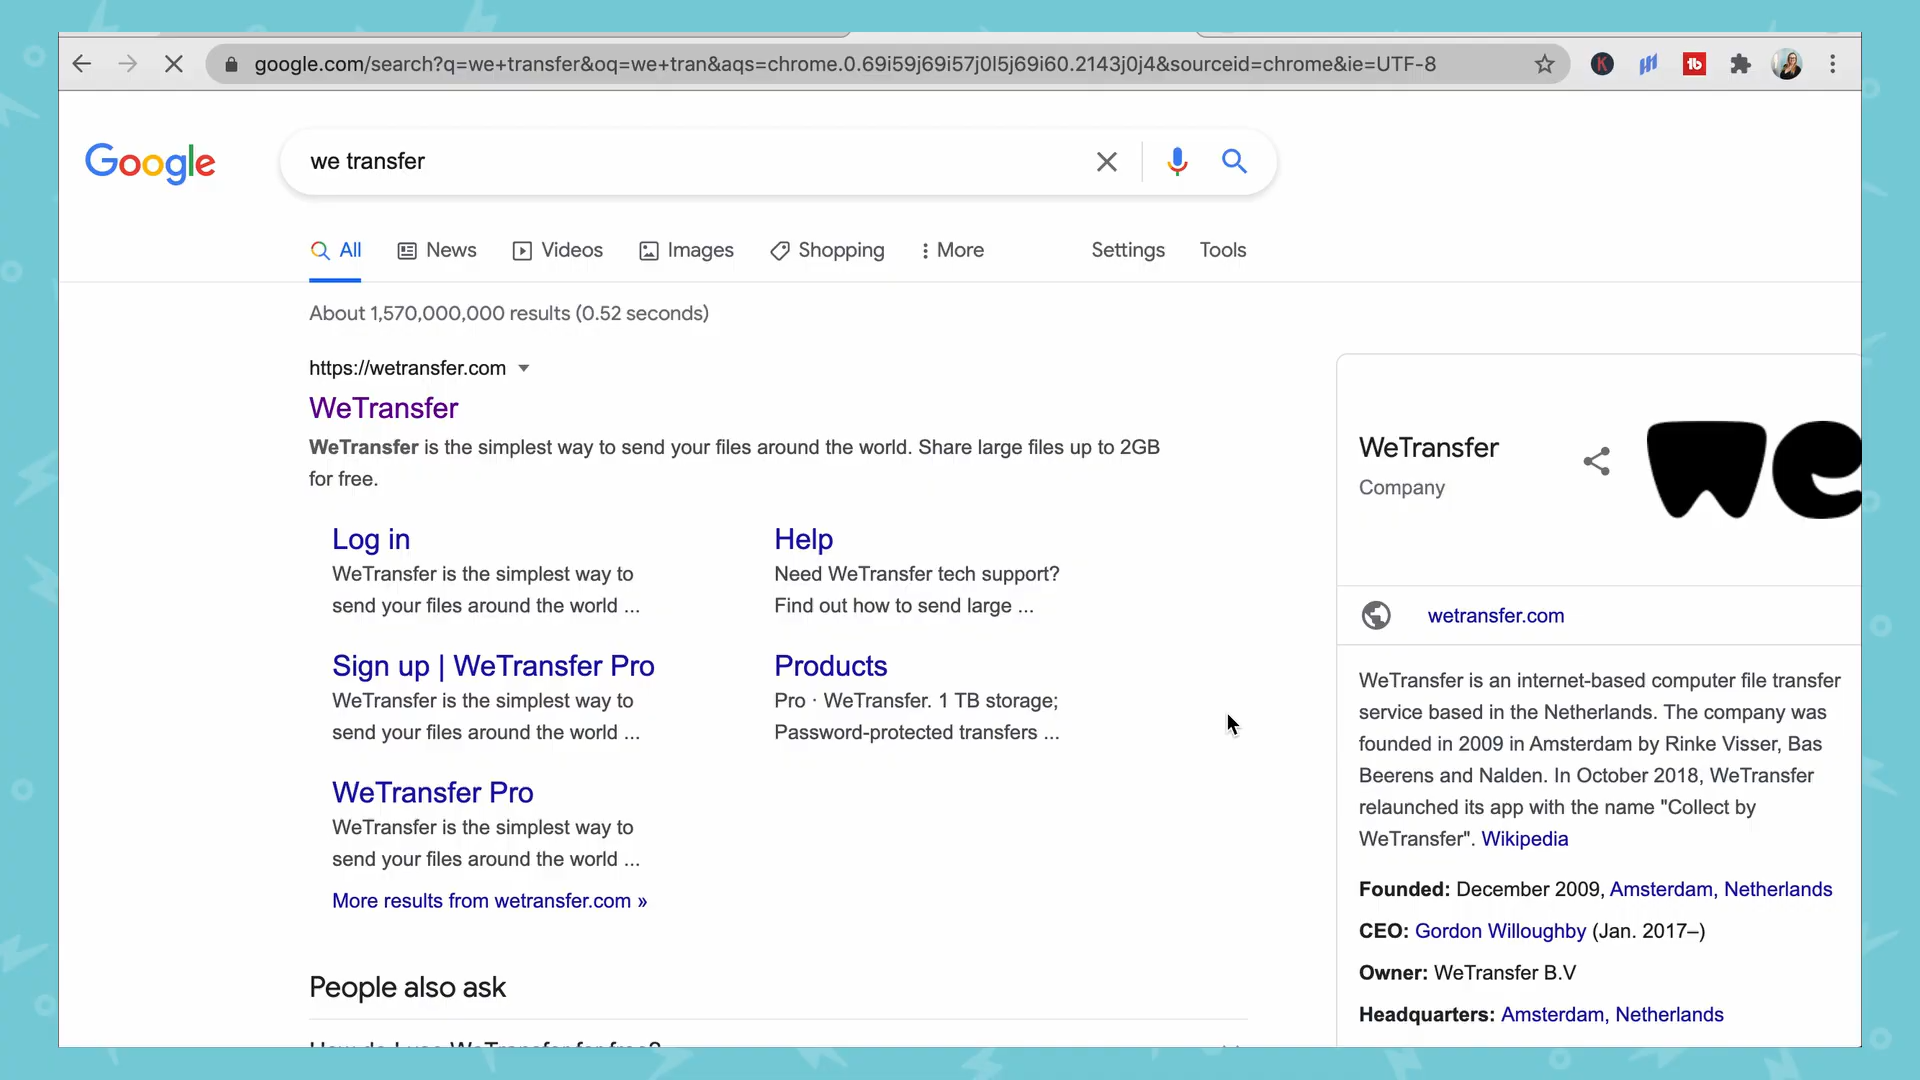 google.com/search?q=we+transfer&oq=we+tran&aqs=chrome.0.69i59j69i57j0l5j69i60.2143j0j4&sourceid=chrome&ie=UTF-8
K
tb
Google
we transfer
All News Videos Images Shopping More Settings Tools
About 1,570,000,000 results (0.52 seconds)
https://wetransfer.com
WeTransfer
WeTransfer is the simplest way to send your files around the world. Share large files up to 2GB
for free.
Log in
WeTransfer is the simplest way to
send your files around the world ...
Help
Need WeTransfer tech support?
Find out how to send large ...
Sign up | WeTransfer Pro
WeTransfer is the simplest way to
send your files around the world ...
Products
Pro · WeTransfer. 1 TB storage;
Password-protected transfers ...
WeTransfer Pro
WeTransfer is the simplest way to
send your files around the world ...
More results from wetransfer.com »
People also ask
How do I use WeTransfer for free?
WeTransfer
Company
we
wetransfer.com
WeTransfer is an internet-based computer file transfer
service based in the Netherlands. The company was
founded in 2009 in Amsterdam by Rinke Visser, Bas
Beerens and Nalden. In October 2018, WeTransfer
relaunched its app with the name "Collect by
WeTransfer". Wikipedia
Founded: December 2009, Amsterdam, Netherlands
CEO: Gordon Willoughby (Jan. 2017–)
Owner: WeTransfer B.V
Headquarters: Amsterdam, Netherlands